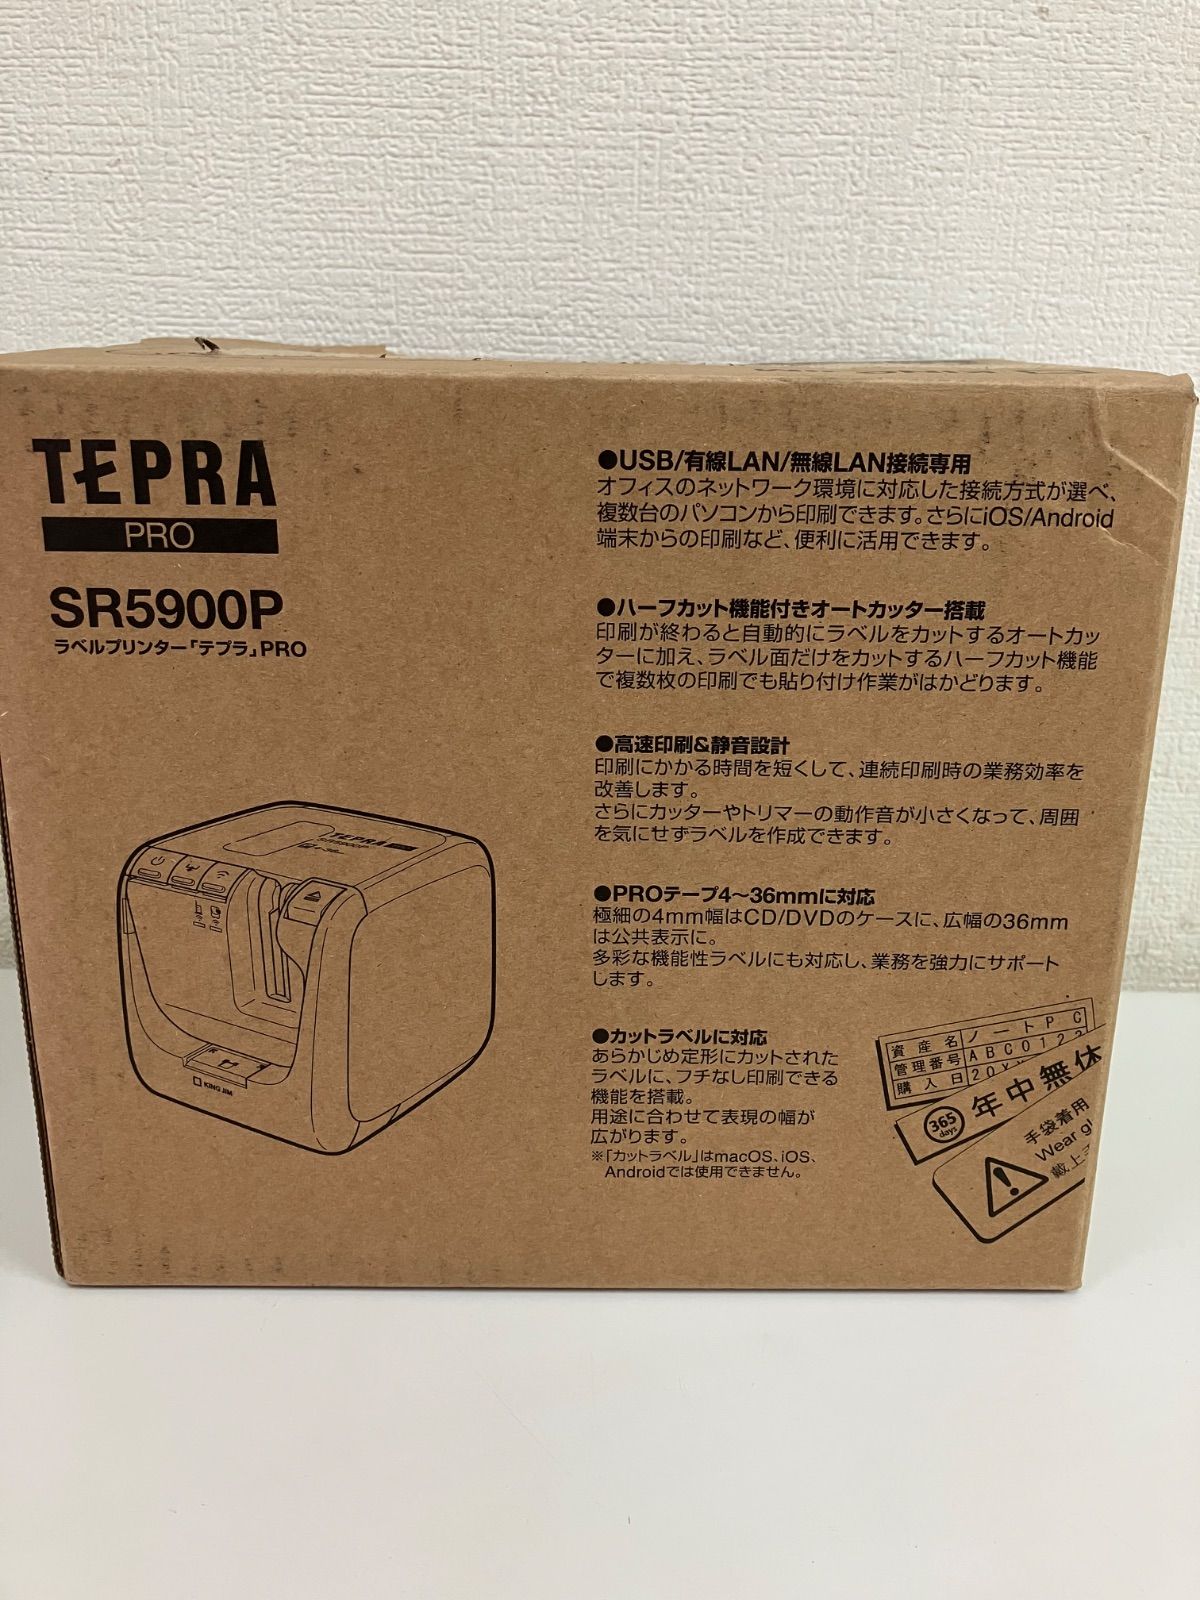 TEPRA
PRO
SR5900P
ラベルプリンター「テプラ」PRO
●USB/有線LAN/無線LAN接続専用
オフィスのネットワーク環境に対応した接続方式が選べ、
複数台のパソコンから印刷できます。さらにiOS/Android
端末からの印刷など、便利に活用できます。
●ハーフカット機能付きオートカッター搭載
印刷が終わると自動的にラベルをカットするオートカッ
ターに加え、ラベル面だけをカットするハーフカット機能
で複数枚の印刷でも貼り付け作業がはかどります。
●高速印刷&静音設計
印刷にかかる時間を短くして、連続印刷時の業務効率を
改善します。
さらにカッターやトリマーの動作音が小さくなって、周囲
を気にせずラベルを作成できます。
●PROテープ4～36mmに対応
極細の4mm幅はCD/DVDのケースに、広幅の36mm
は公共表示に。
多彩な機能性ラベルにも対応し、業務を強力にサポート
します。
●カットラベルに対応
あらかじめ定形にカットされた
ラベルに、フチなし印刷できる
機能を搭載。
用途に合わせて表現の幅が
広がります。
※「カットラベル」はmacOS、iOS、
Androidでは使用できません。
TEPRA
SR5900P
KING JIM
資産名 ノートPC
管理番号 ABC0123
購入日 20X
365 days 年中無休
手袋着用
Wear gl
戴上手